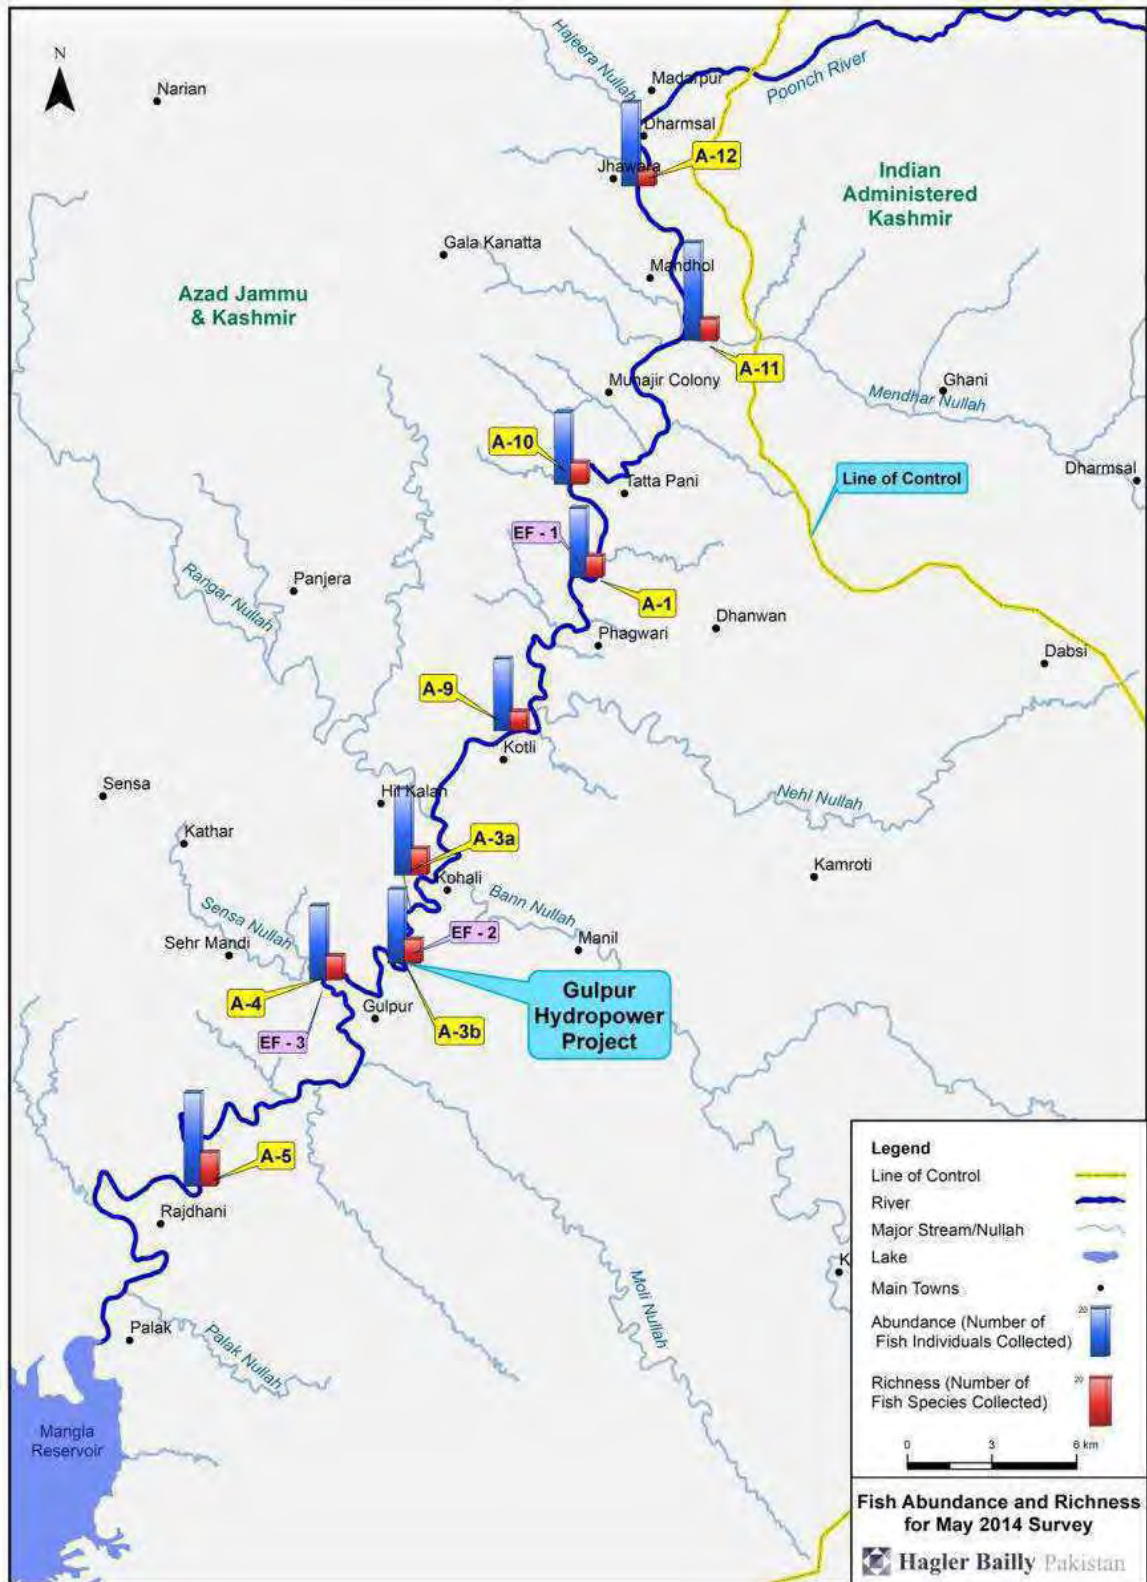 N
Narian
Hajeera Nullah
Madarpur
Poonch River
Dharmsal
Jhawara
A-12
Indian
Administered
Kashmir
Gala Kanatta
Mandhol
Azad Jammu
& Kashmir
A-11
Ghani
Munajir Colony
Mendhar Nullah
A-10
Dharmsal
Tatta Pani
Line of Control
EF - 1
Panjera
A-1
Rangar Nullah
Dhanwan
Phagwari
Dabsi
A-9
Kotli
Sensa
Hil Kalan
Nehl Nullah
Kathar
A-3a
Kamroti
Kohali
Bann Nullah
Sensa Nullah
EF - 2
Sehr Mandi
Manil
A-4
Gulpur
Gulpur
Hydropower
Project
A-3b
EF - 3
A-5
Rajdhani
K
Moli Nullah
Palak
Palak Nullah
Mangla
Reservoir
Legend
Line of Control
River
Major Stream/Nullah
Lake
Main Towns
Abundance (Number of
Fish Individuals Collected)
20
Richness (Number of
Fish Species Collected)
20
0 3 6 km
Fish Abundance and Richness
for May 2014 Survey
Hagler Bailly Pakistan